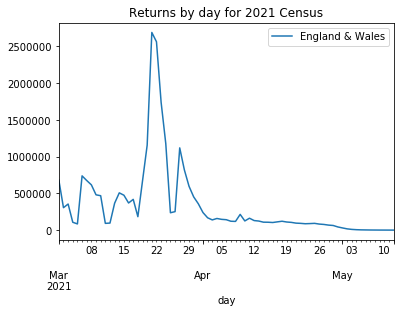 Returns by day for 2021 Census
England & Wales
2500000
2000000
1500000
1000000
500000
0
08 15 22 29 05 12 19 03 10
Mar Apr May
2021
day